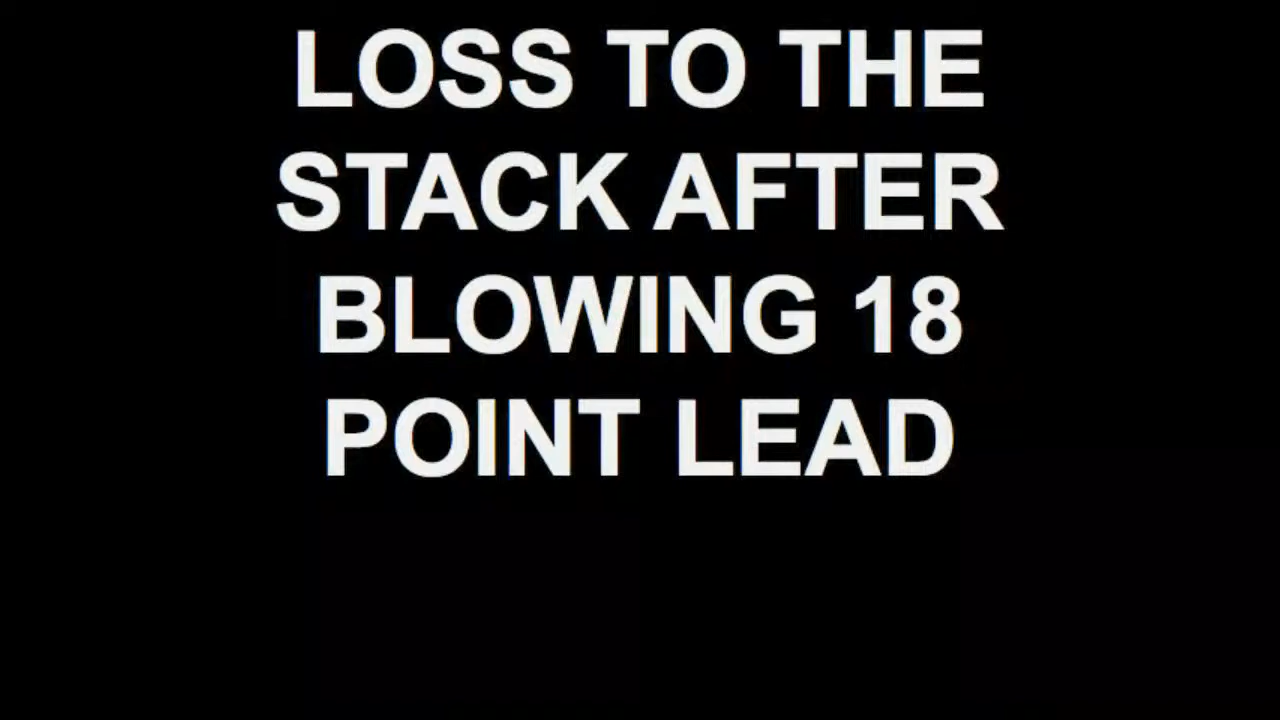 LOSS TO THE
STACK AFTER
BLOWING 18
POINT LEAD